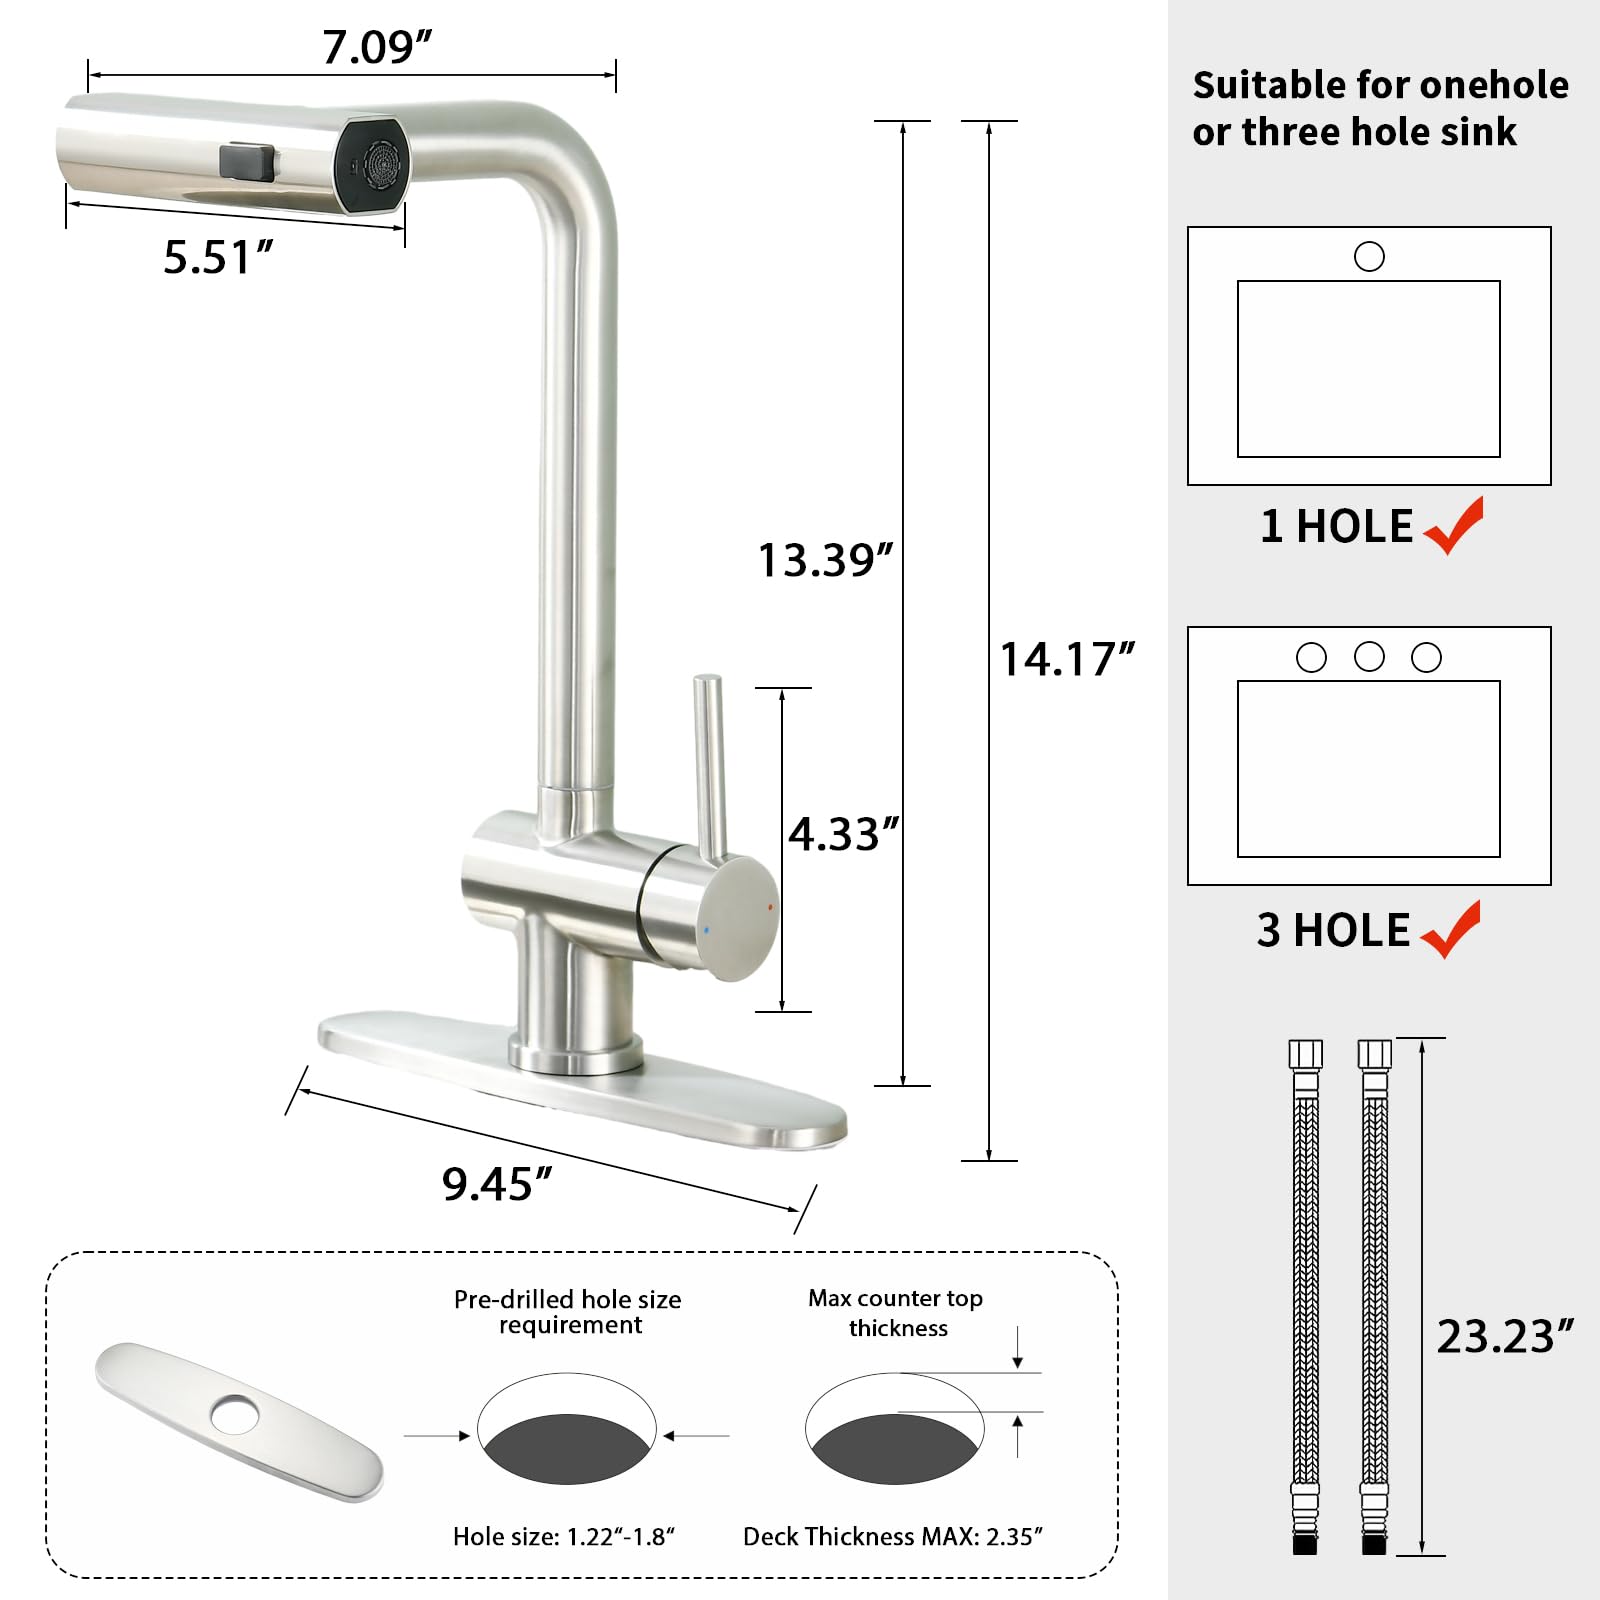 7.09″
5.51″
13.39″
14.17″
4.33″
9.45″
Pre-drilled hole size
requirement
Hole size: 1.22“-1.8“
Max counter top
thickness
Deck Thickness MAX: 2.35″
Suitable for onehole
or three hole sink
1 HOLE
3 HOLE
23.23″